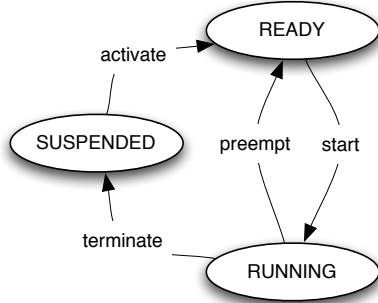 READY
activate
SUSPENDED
preempt
start
terminate
RUNNING